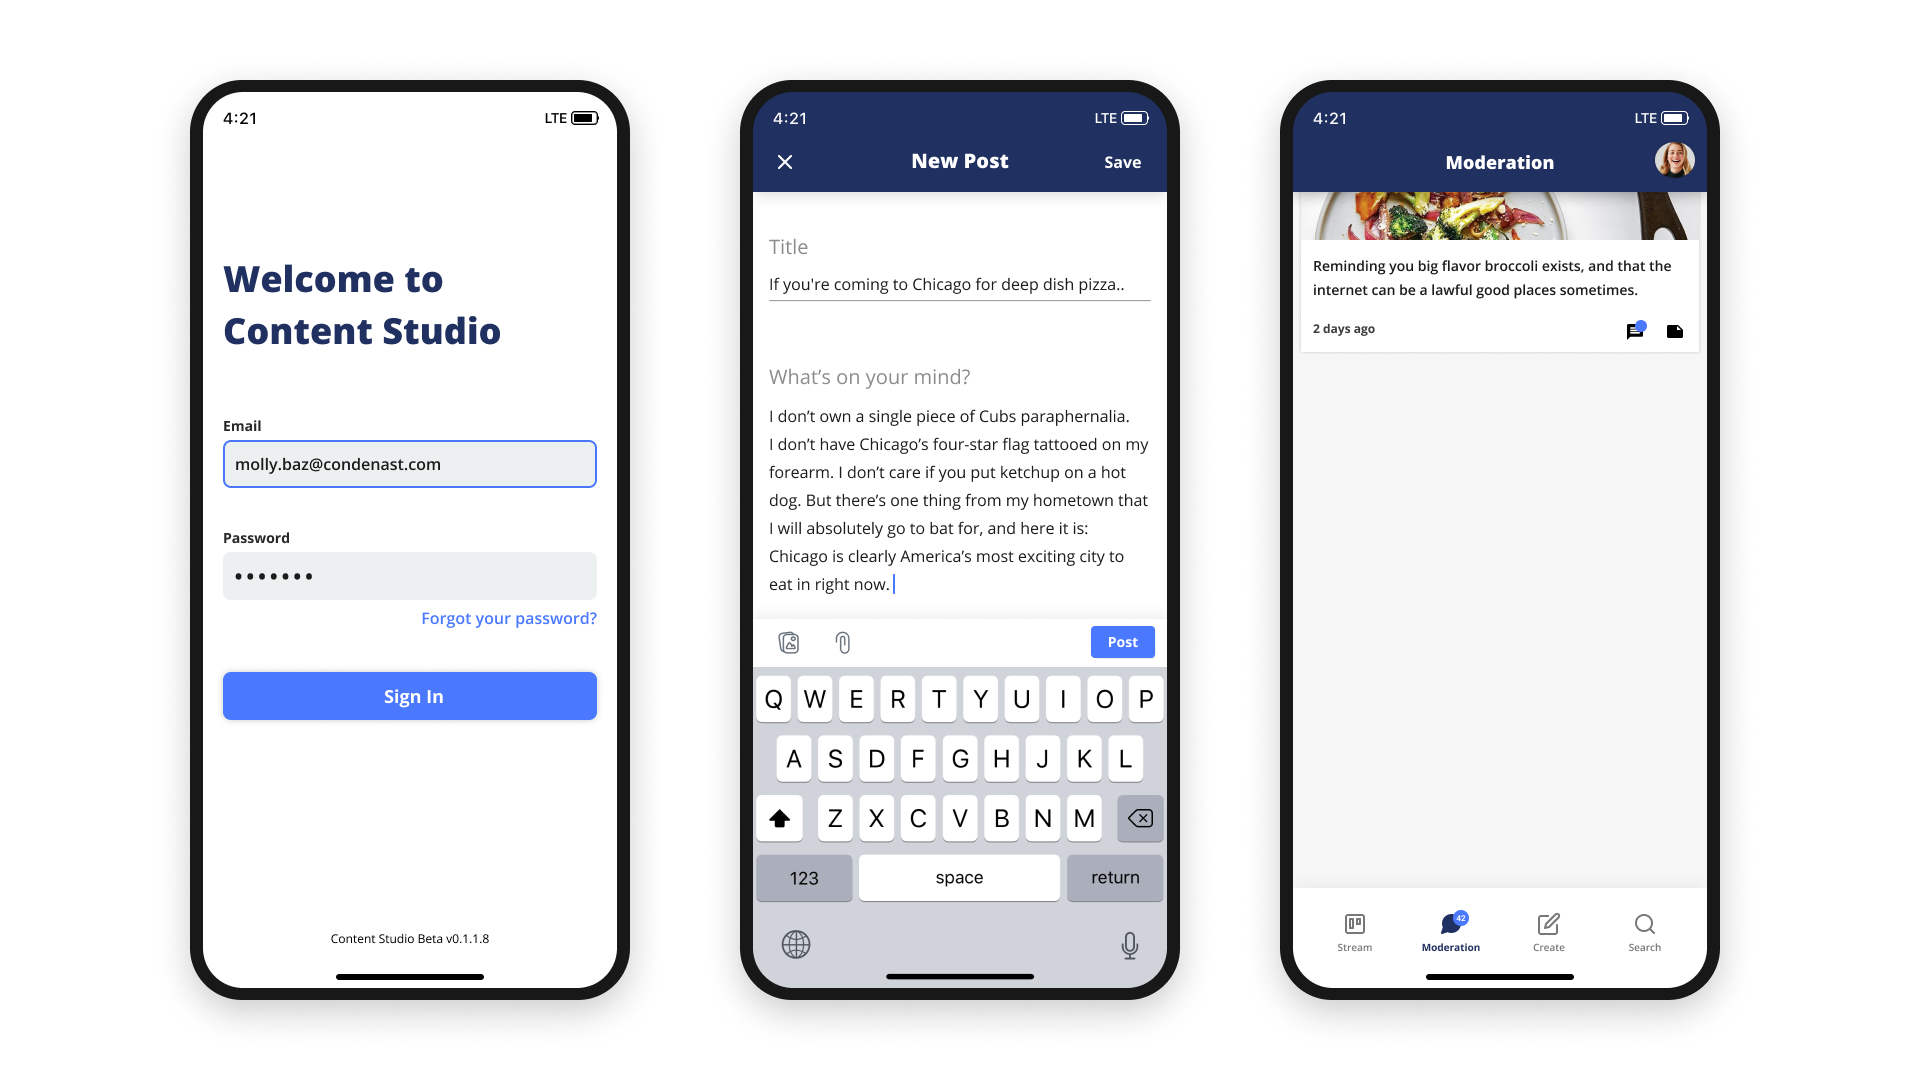 4:21
LTE
Welcome to
Content Studio
Email
molly.baz@condenast.com
Password
•••••••
Forgot your password?
Sign In
Content Studio Beta v0.1.1.8
4:21
LTE
New Post
Save
Title
If you're coming to Chicago for deep dish pizza..
What’s on your mind?
I don’t own a single piece of Cubs paraphernalia.
I don’t have Chicago’s four-star flag tattooed on my
forearm. I don’t care if you put ketchup on a hot
dog. But there’s one thing from my hometown that
I will absolutely go to bat for, and here it is:
Chicago is clearly America’s most exciting city to
eat in right now.
Post
Q W E R T Y U I O P
A S D F G H J K L
Z X C V B N M
123 space return
4:21
LTE
Moderation
Reminding you big flavor broccoli exists, and that the
internet can be a lawful good places sometimes.
2 days ago
42
Stream Moderation Create Search